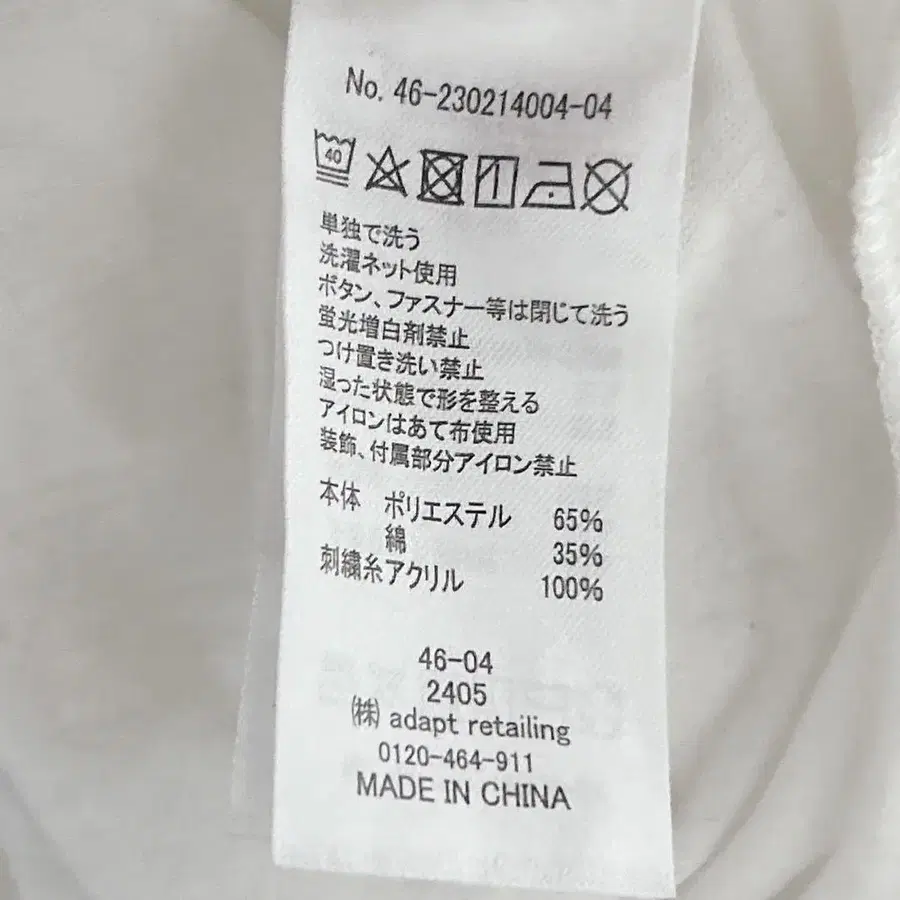 No. 46-230214004-04
40
単独で洗う
洗濯ネット使用
ボタン、ファスナー等は閉じて洗う
蛍光増白剤禁止
つけ置き洗い禁止
湿った状態で形を整える
アイロンはあて布使用
装飾、付属部分アイロン禁止
本体 ポリエステル 65%
綿 35%
刺繍糸アクリル 100%
46-04
2405
㈱ adapt retailing
0120-464-911
MADE IN CHINA